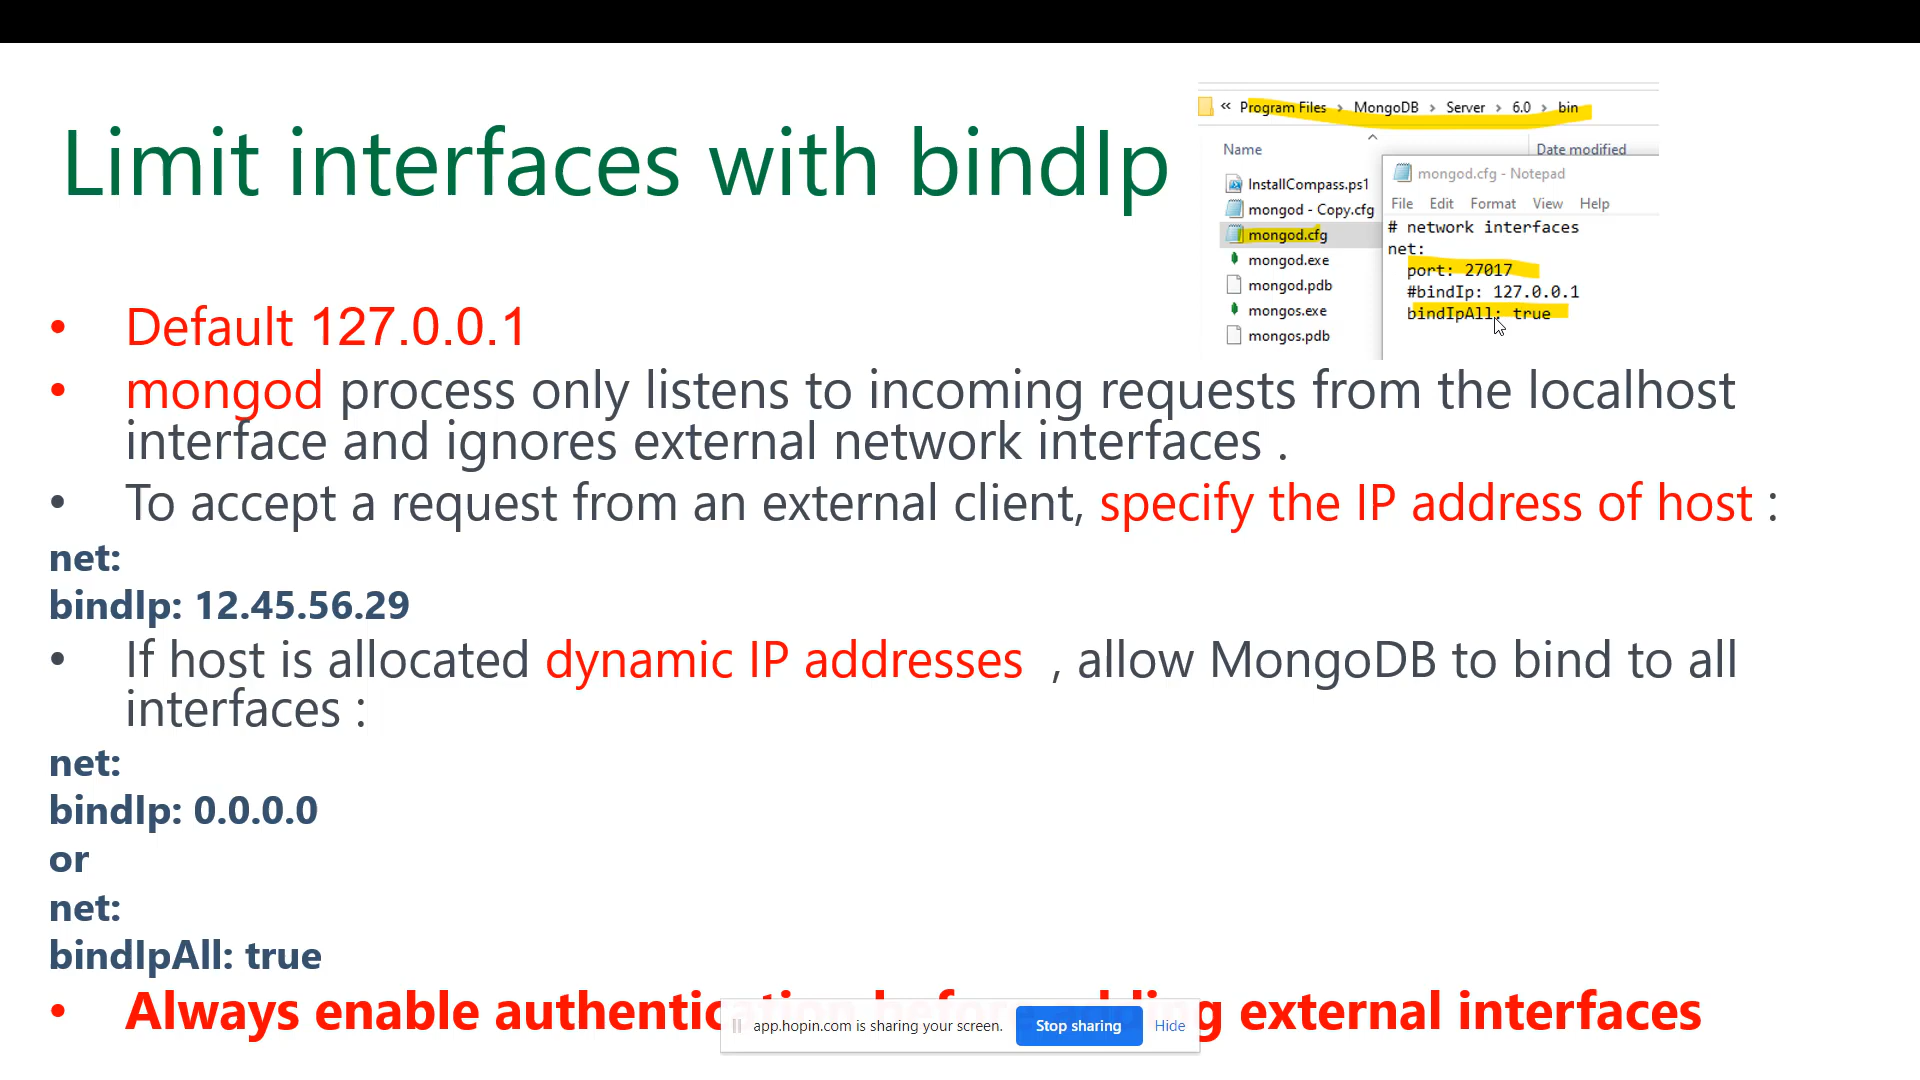 Limit interfaces with bindIp
« Program Files › MongoDB › Server › 6.0 › bin
Name
Date modified
InstallCompass.ps1
mongod - Copy.cfg
mongod.cfg
mongod.exe
mongod.pdb
mongos.exe
mongos.pdb
mongod.cfg - Notepad
File Edit Format View Help
# network interfaces
net:
port: 27017
#bindIp: 127.0.0.1
bindIpAll: true
• Default 127.0.0.1
• mongod process only listens to incoming requests from the localhost
interface and ignores external network interfaces .
• To accept a request from an external client, specify the IP address of host :
net:
bindIp: 12.45.56.29
• If host is allocated dynamic IP addresses , allow MongoDB to bind to all
interfaces :
net:
bindIp: 0.0.0.0
or
net:
bindIpAll: true
• Always enable authentication before adding external interfaces
app.hopin.com is sharing your screen. Stop sharing Hide